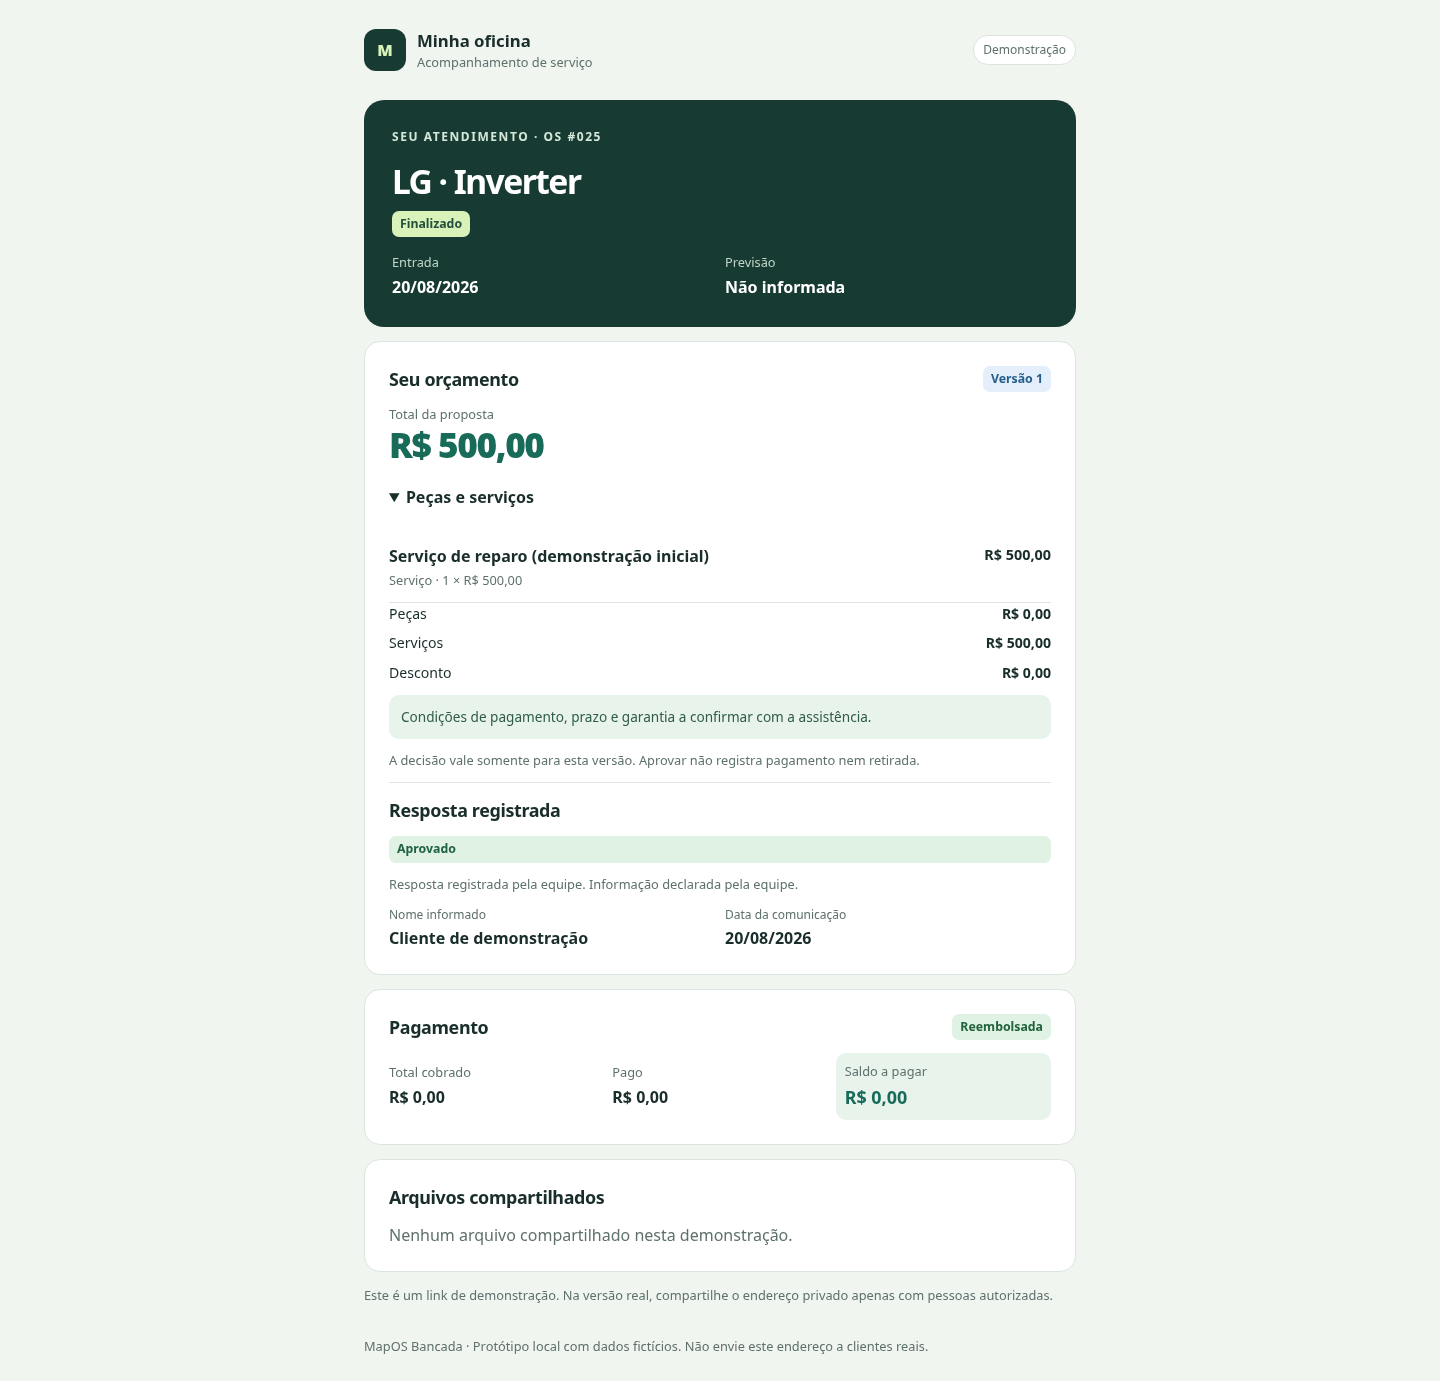 M
Minha oficina
Acompanhamento de serviço
Demonstração
SEU ATENDIMENTO · OS #025
LG · Inverter
Finalizado
Entrada
Previsão
20/08/2026
Não informada
Seu orçamento
Versão 1
Total da proposta
R$ 500,00
▼ Peças e serviços
Serviço de reparo (demonstração inicial)
R$ 500,00
Serviço · 1 × R$ 500,00
Peças
R$ 0,00
Serviços
R$ 500,00
Desconto
R$ 0,00
Condições de pagamento, prazo e garantia a confirmar com a assistência.
A decisão vale somente para esta versão. Aprovar não registra pagamento nem retirada.
Resposta registrada
Aprovado
Resposta registrada pela equipe. Informação declarada pela equipe.
Nome informado
Data da comunicação
Cliente de demonstração
20/08/2026
Pagamento
Reembolsada
Total cobrado
Pago
Saldo a pagar
R$ 0,00
R$ 0,00
R$ 0,00
Arquivos compartilhados
Nenhum arquivo compartilhado nesta demonstração.
Este é um link de demonstração. Na versão real, compartilhe o endereço privado apenas com pessoas autorizadas.
MapOS Bancada · Protótipo local com dados fictícios. Não envie este endereço a clientes reais.